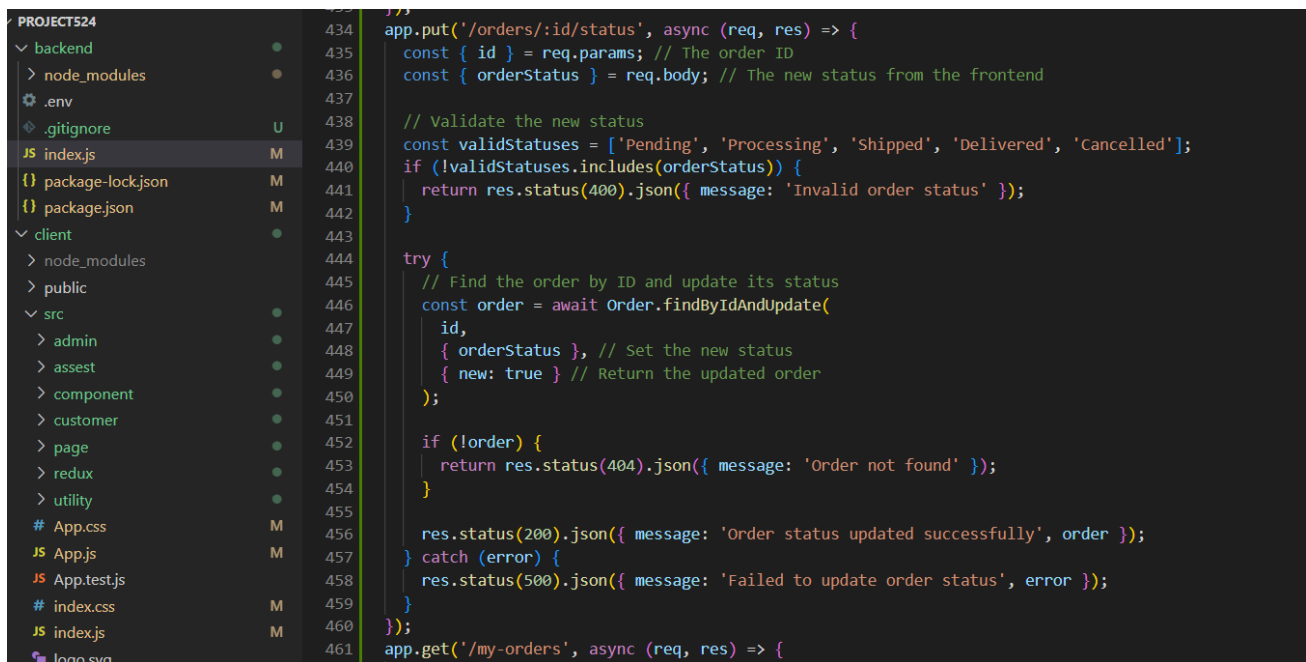 PROJECT524
backend
node_modules
.env
.gitignore U
JS index.js M
{} package-lock.json M
{} package.json M
client
node_modules
public
src
admin
assest
component
customer
page
redux
utility
# App.css M
JS App.js M
JS App.test.js
# index.css M
JS index.js M
logo.svg
433 });
434 app.put('/orders/:id/status', async (req, res) => {
435 const { id } = req.params; // The order ID
436 const { orderStatus } = req.body; // The new status from the frontend
437
438 // Validate the new status
439 const validStatuses = ['Pending', 'Processing', 'Shipped', 'Delivered', 'Cancelled'];
440 if (!validStatuses.includes(orderStatus)) {
441 return res.status(400).json({ message: 'Invalid order status' });
442 }
443
444 try {
445 // Find the order by ID and update its status
446 const order = await Order.findByIdAndUpdate(
447 id,
448 { orderStatus }, // Set the new status
449 { new: true } // Return the updated order
450 );
451
452 if (!order) {
453 return res.status(404).json({ message: 'Order not found' });
454 }
455
456 res.status(200).json({ message: 'Order status updated successfully', order });
457 } catch (error) {
458 res.status(500).json({ message: 'Failed to update order status', error });
459 }
460 });
461 app.get('/my-orders', async (req, res) => {